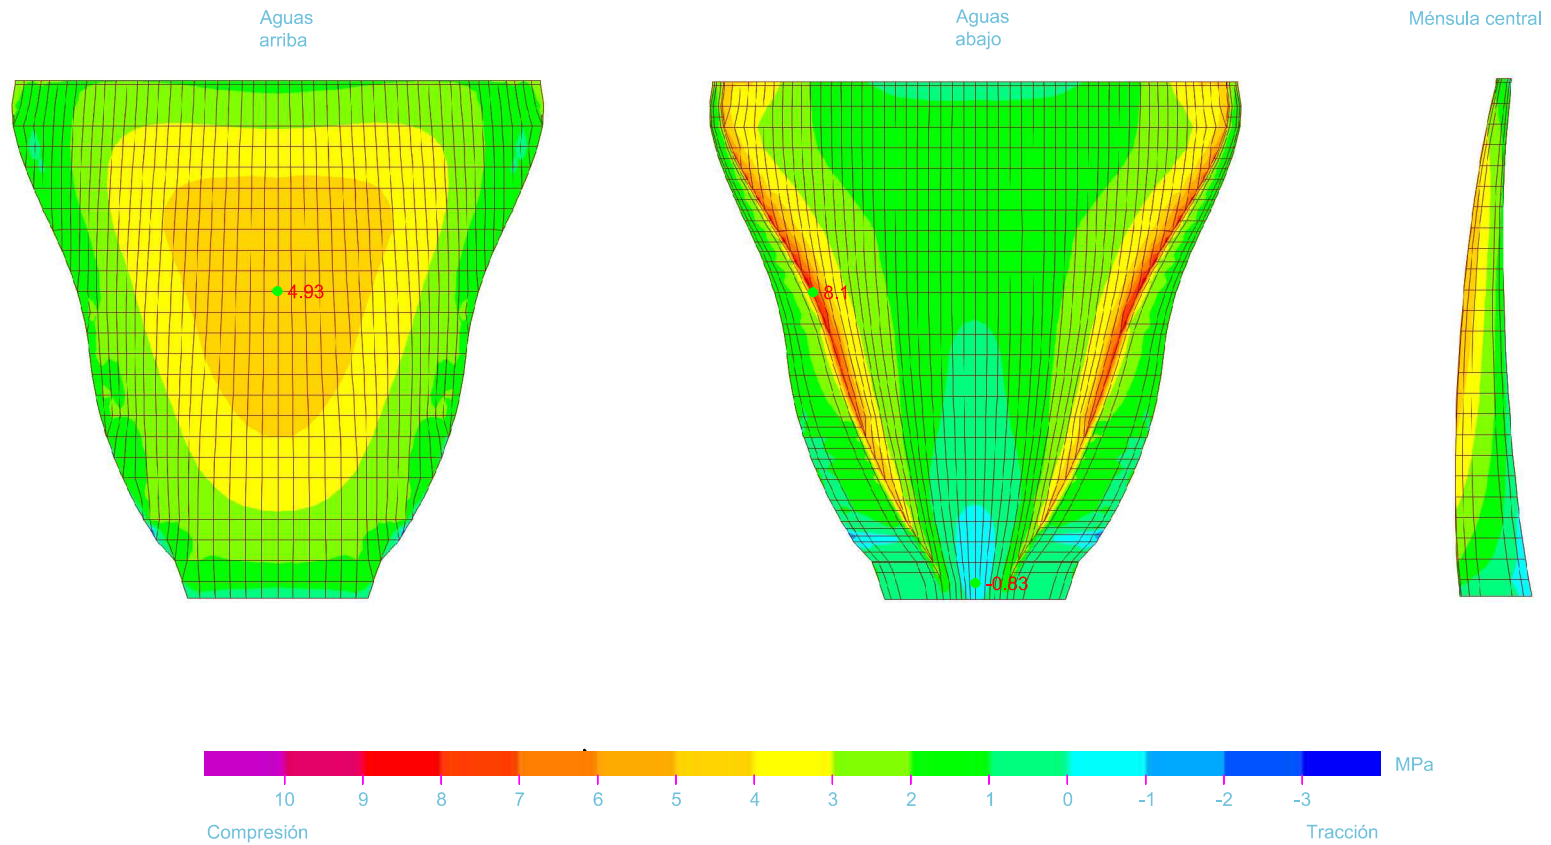 Aguas
arriba
Aguas
abajo
Ménsula central
4.93
8.1
-0.83
MPa
10 9 8 7 6 5 4 3 2 1 0 -1 -2 -3
Compresión
Tracción